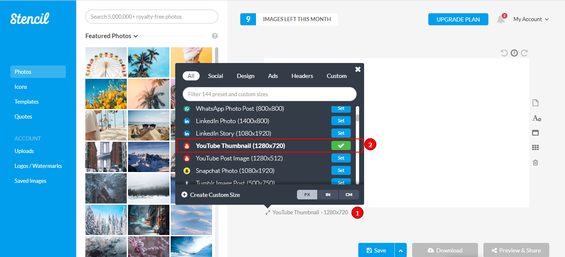 Stencil
Photos
Icons
Templates
Quotes
ACCOUNT
Uploads
Logos / Watermarks
Saved Images
Search 5,000,000+ royalty-free photos
Featured Photos
9 IMAGES LEFT THIS MONTH
UPGRADE PLAN
My Account
All Social Design Ads Headers Custom
Filter 144 preset and custom sizes
WhatsApp Photo Post (800x800) Set
LinkedIn Photo (1400x800) Set
LinkedIn Story (1080x1920) Set
YouTube Thumbnail (1280x720)
2
YouTube Post Image (1280x512) Set
Snapchat Photo (1080x1920) Set
Tumblr Image Post (500x750) Set
Create Custom Size PX IN CM
YouTube Thumbnail - 1280x720 1
Save
Download
Preview & Share